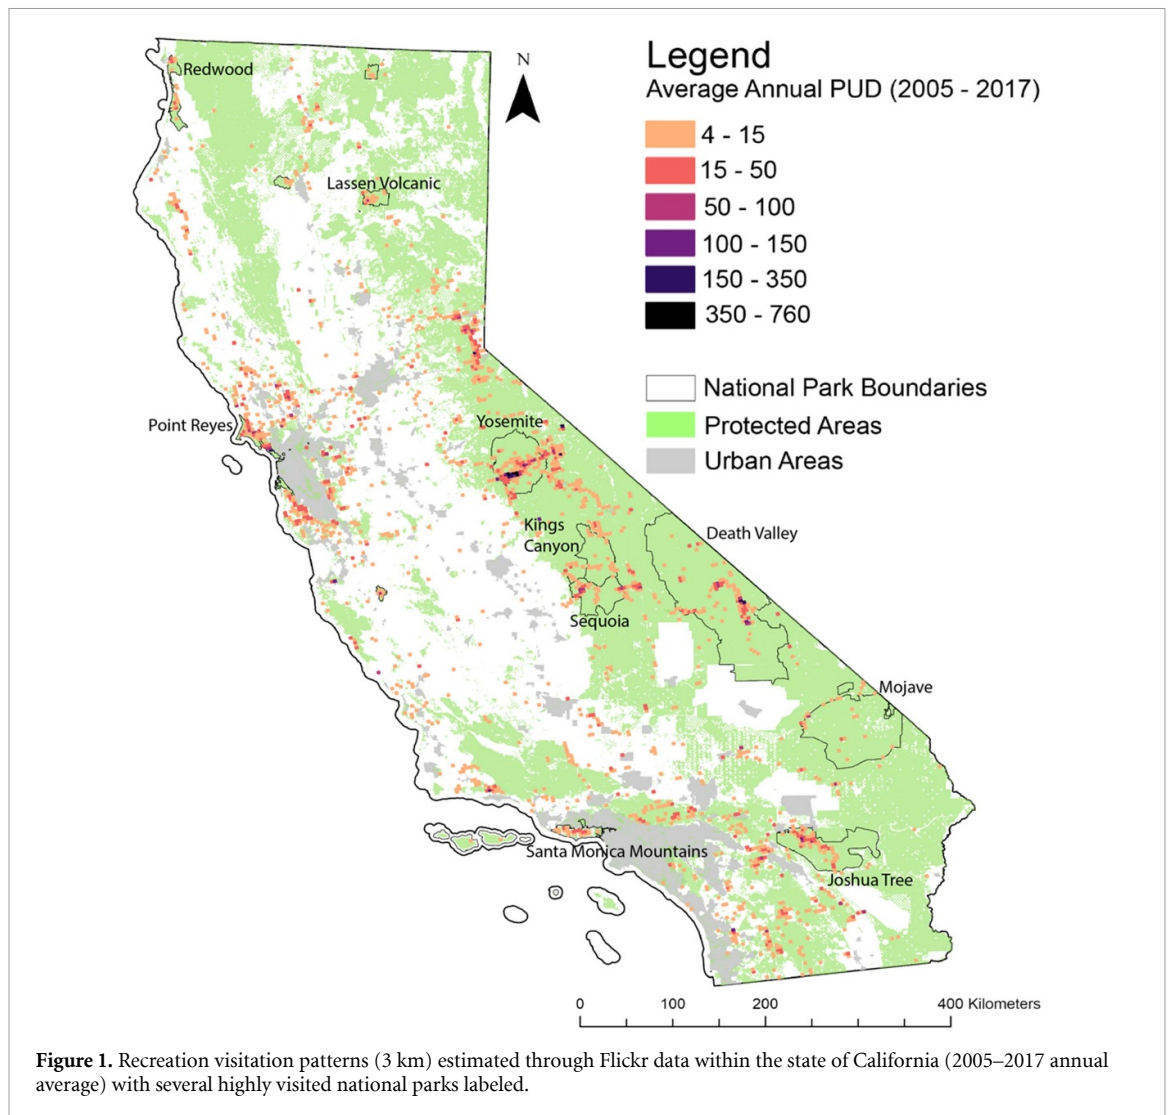 Redwood
N
Legend
Average Annual PUD (2005 - 2017)
4 - 15
15 - 50
50 - 100
100 - 150
150 - 350
350 - 760
National Park Boundaries
Protected Areas
Urban Areas
Lassen Volcanic
Point Reyes
Yosemite
Kings
Canyon
Sequoia
Death Valley
Mojave
Santa Monica Mountains
Joshua Tree
0 100 200 400 Kilometers
Figure 1. Recreation visitation patterns (3 km) estimated through Flickr data within the state of California (2005–2017 annual
average) with several highly visited national parks labeled.